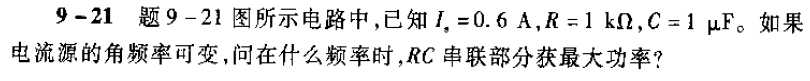 9-21 题9-21图所示电路中,已知 Iₛ=0.6 A,R=1 kΩ,C=1 μF。如果
电流源的角频率可变,问在什么频率时,RC 串联部分获最大功率?